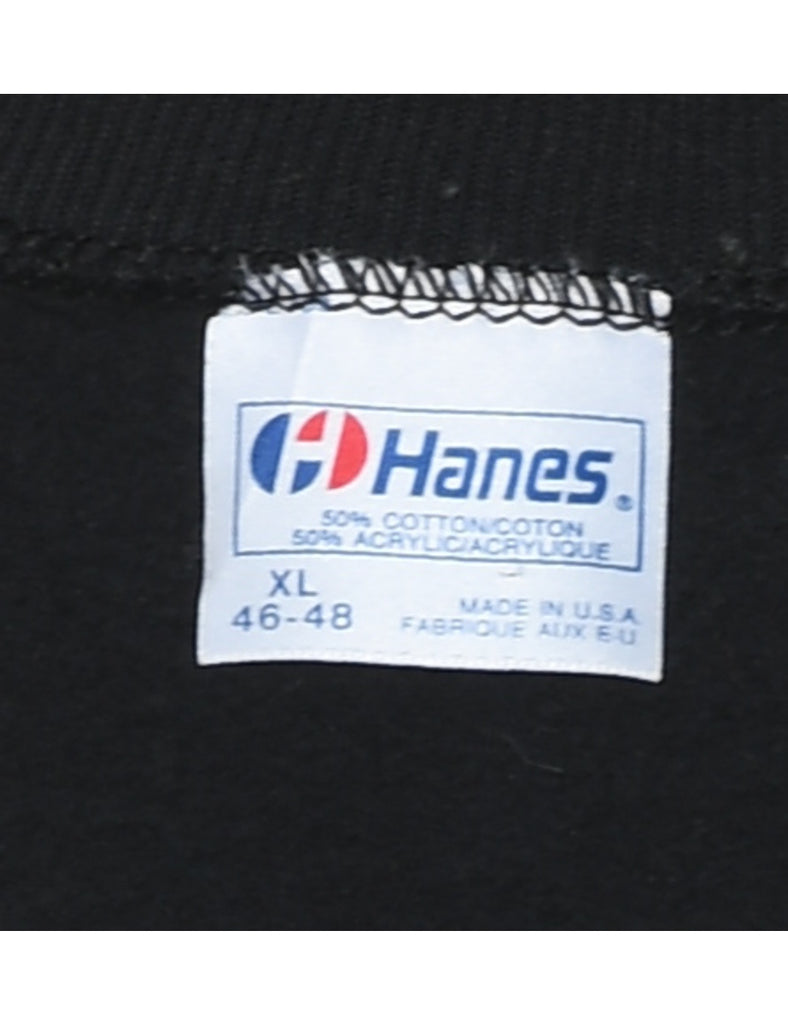 Hanes®
50% COTTON/COTON
50% ACRYLIC/ACRYLIQUE
XL
46-48
MADE IN U.S.A.
FABRIQUE AUX E-U